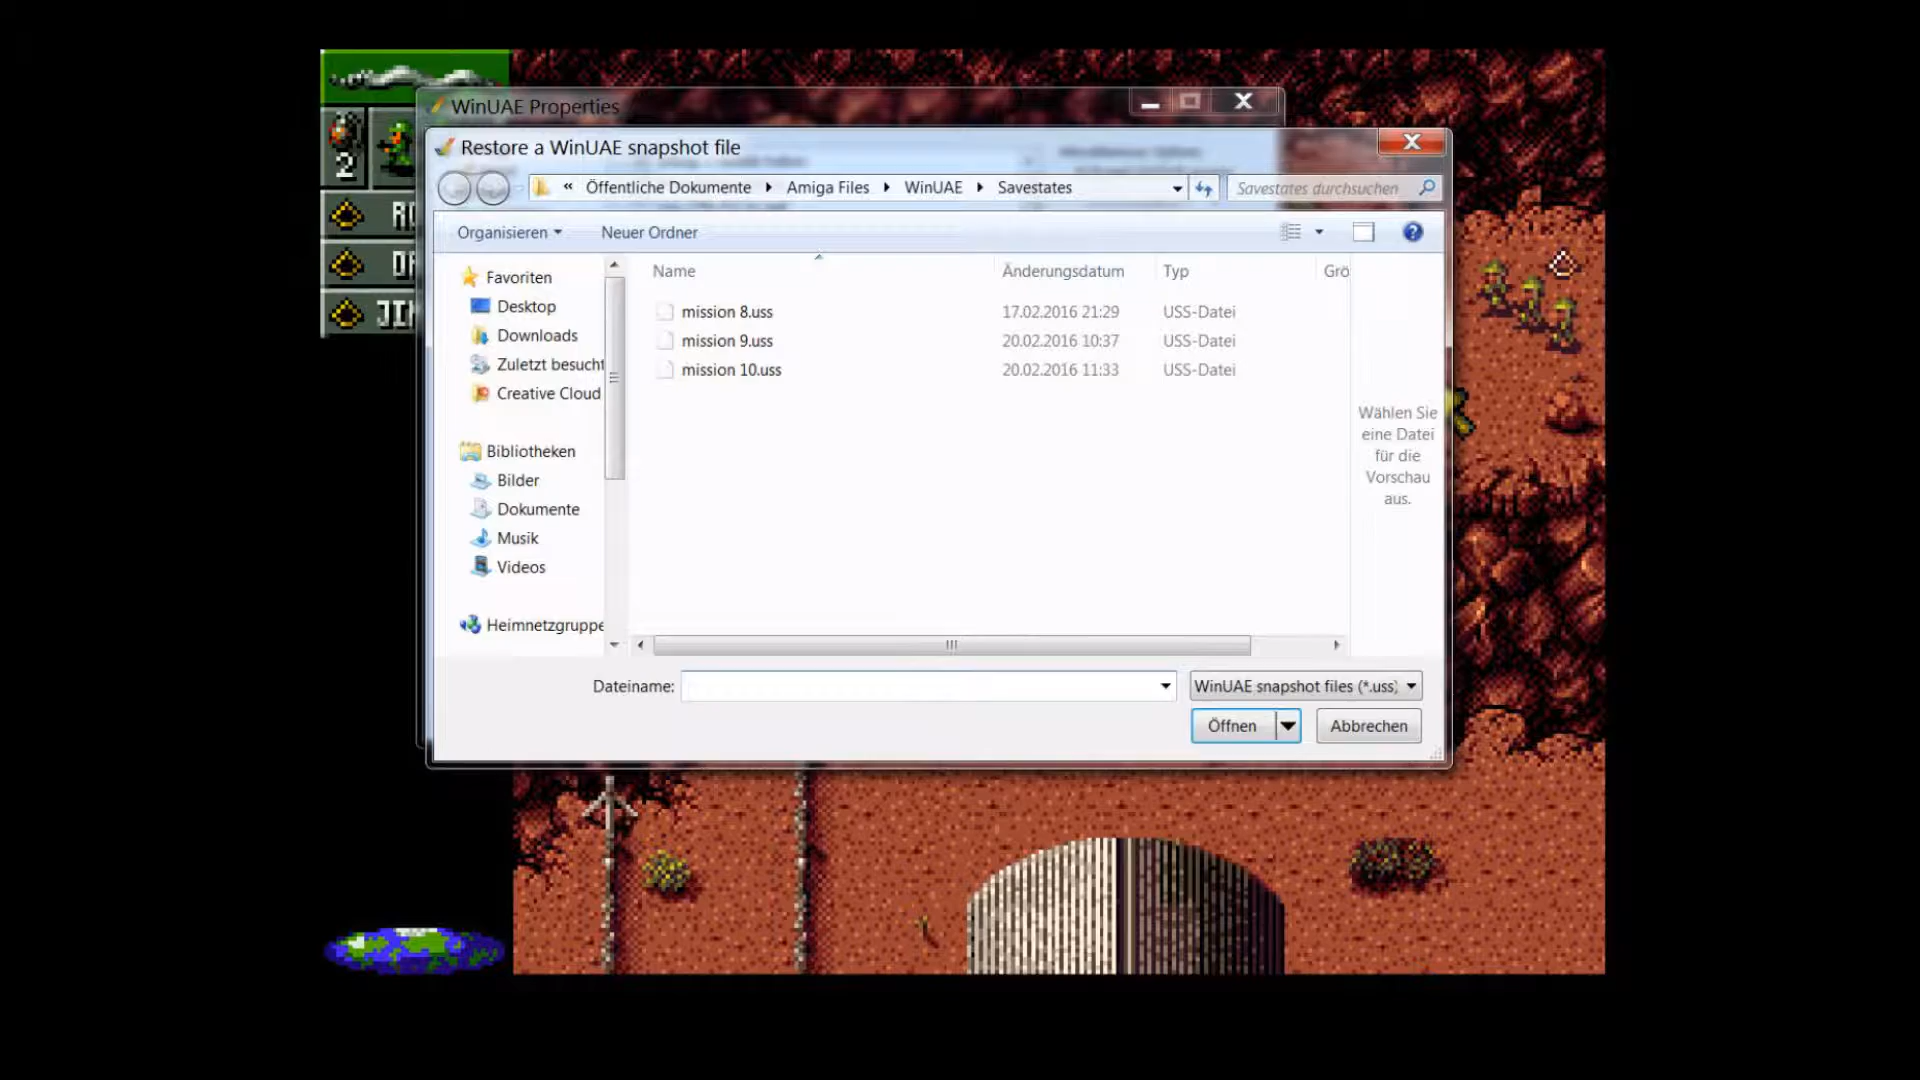 WinUAE Properties
Restore a WinUAE snapshot file
« Öffentliche Dokumente Amiga Files WinUAE Savestates
Savestates durchsuchen
Organisieren Neuer Ordner
Name Änderungsdatum Typ Grö
Favoriten
Desktop
Downloads
Zuletzt besucht
Creative Cloud
Bibliotheken
Bilder
Dokumente
Musik
Videos
Heimnetzgruppe
mission 8.uss 17.02.2016 21:29 USS-Datei
mission 9.uss 20.02.2016 10:37 USS-Datei
mission 10.uss 20.02.2016 11:33 USS-Datei
Wählen Sie
eine Datei
für die
Vorschau
aus.
Dateiname:
WinUAE snapshot files (*.uss)
Öffnen Abbrechen
2